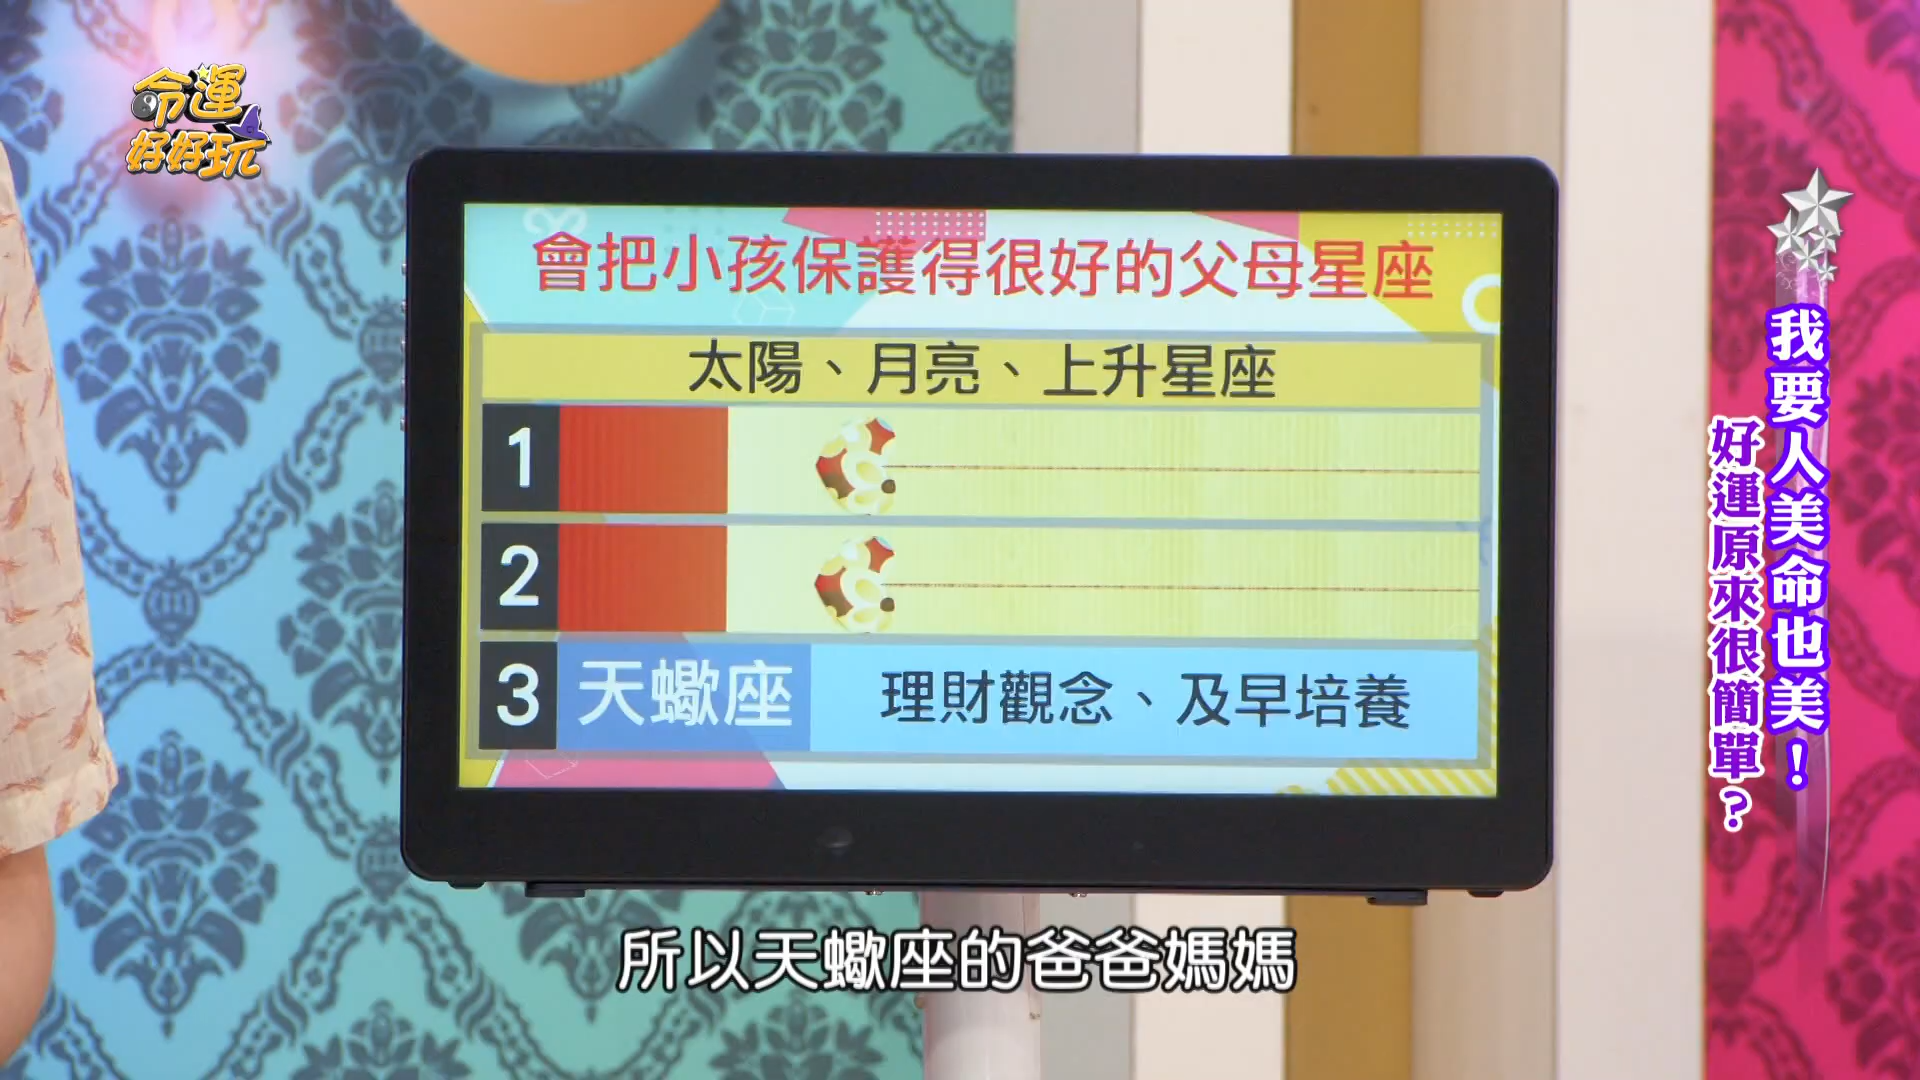 命運
好好玩
會把小孩保護得很好的父母星座
太陽、月亮、上升星座
1
2
3 天蠍座 理財觀念、及早培養
我要人美命也美！
好運原來很簡單？
所以天蠍座的爸爸媽媽